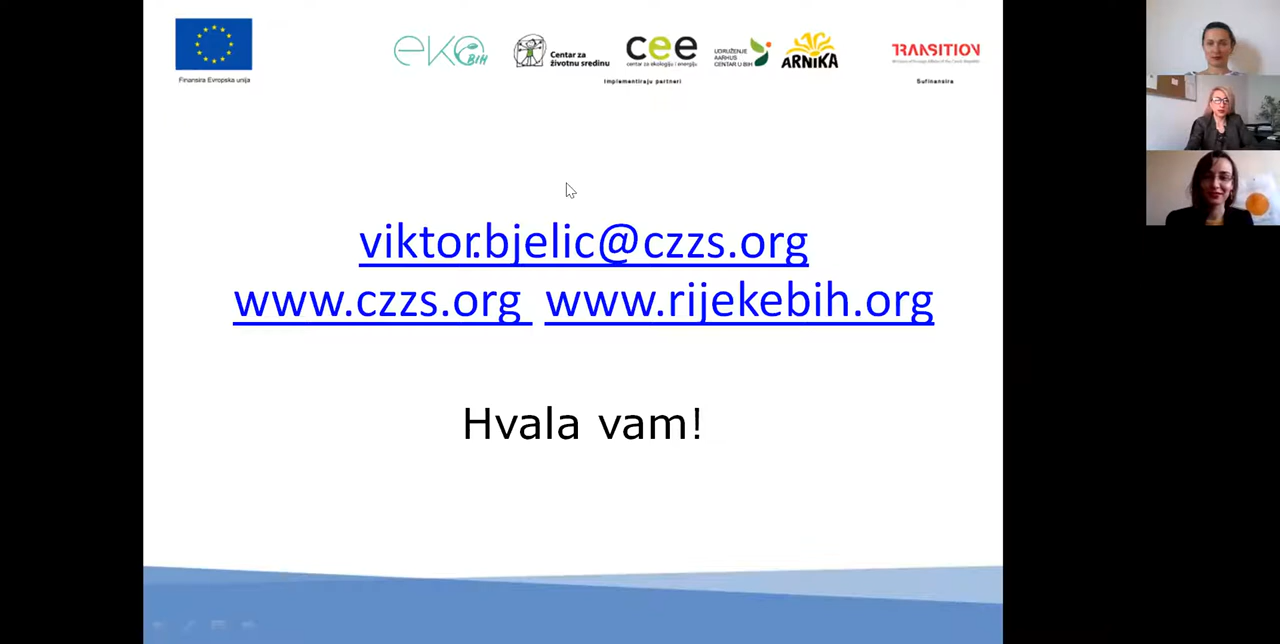 Finansira Evropska unija
eko BIH
Centar za
životnu sredinu
cee
centar za ekologiju i energiju
Implementiraju partneri
UDRUŽENJE
AARHUS
CENTAR U BIH
ARNIKA
TRANSITION
Sufinansira
viktor.bjelic@czzs.org
www.czzs.org www.rijekebih.org
Hvala vam!